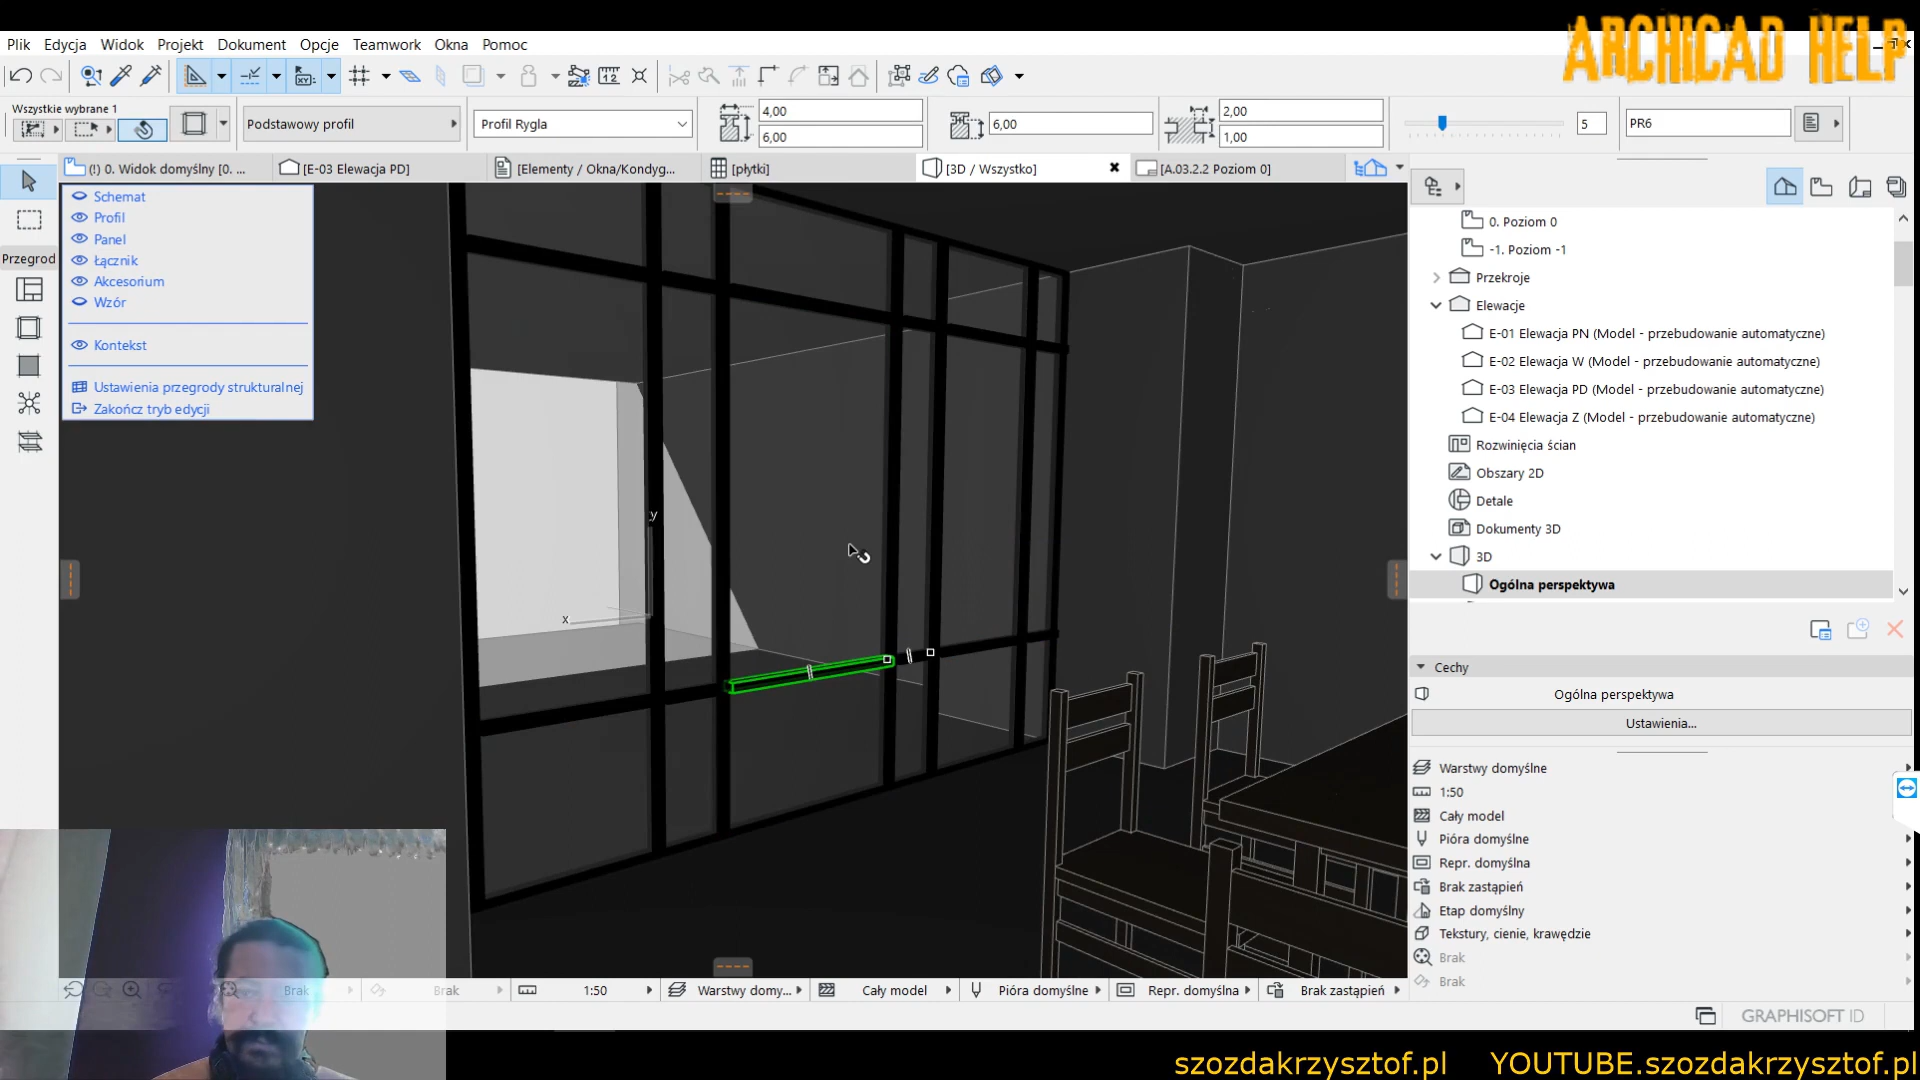 ARCHICAD HELP
Plik Edycja Widok Projekt Dokument Opcje Teamwork Okna Pomoc
Wszystkie wybrane 1
Podstawowy profil
Profil Rygla
4,00
6,00
6,00
2,00
1,00
5
PR6
(!) 0. Widok domyślny [0. ...
[E-03 Elewacja PD]
[Elementy / Okna/Kondyg...
[płytki]
[3D / Wszystko]
[A.03.2.2 Poziom 0]
Przegrod
Schemat
Profil
Panel
Łącznik
Akcesorium
Wzór
Kontekst
Ustawienia przegrody strukturalnej
Zakończ tryb edycji
y
x
0. Poziom 0
-1. Poziom -1
Przekroje
Elewacje
E-01 Elewacja PN (Model - przebudowanie automatyczne)
E-02 Elewacja W (Model - przebudowanie automatyczne)
E-03 Elewacja PD (Model - przebudowanie automatyczne)
E-04 Elewacja Z (Model - przebudowanie automatyczne)
Rozwinięcia ścian
Obszary 2D
Detale
Dokumenty 3D
3D
Ogólna perspektywa
Cechy
Ogólna perspektywa
Ustawienia...
Warstwy domyślne
1:50
Cały model
Pióra domyślne
Repr. domyślna
Brak zastąpień
Etap domyślny
Tekstury, cienie, krawędzie
Brak
Brak
Brak Brak 1:50 Warstwy domy... Cały model Pióra domyślne Repr. domyślna Brak zastąpień
GRAPHISOFT ID
szozdakrzysztof.pl YOUTUBE.szozdakrzysztof.pl